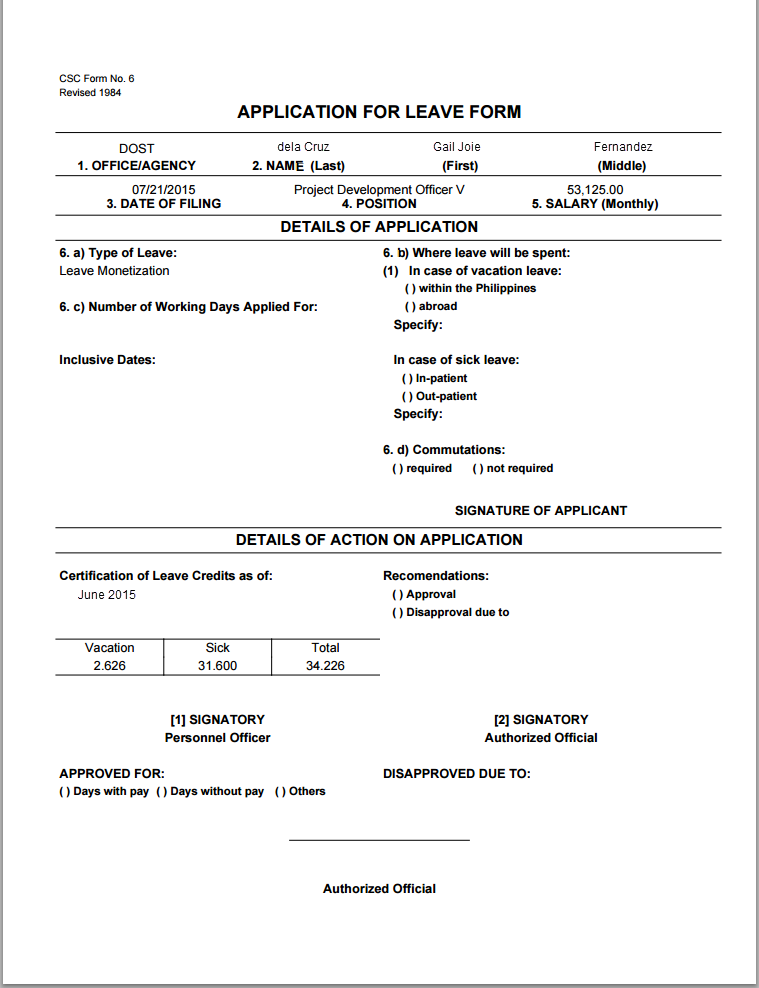 CSC Form No. 6
Revised 1984
APPLICATION FOR LEAVE FORM
DOST dela Cruz Gail Joie Fernandez
1. OFFICE/AGENCY 2. NAME (Last) (First) (Middle)
07/21/2015 Project Development Officer V 53,125.00
3. DATE OF FILING 4. POSITION 5. SALARY (Monthly)
DETAILS OF APPLICATION
6. a) Type of Leave:
Leave Monetization
6. c) Number of Working Days Applied For:
Inclusive Dates:
6. b) Where leave will be spent:
(1) In case of vacation leave:
( ) within the Philippines
( ) abroad
Specify:
In case of sick leave:
( ) In-patient
( ) Out-patient
Specify:
6. d) Commutations:
( ) required ( ) not required
SIGNATURE OF APPLICANT
DETAILS OF ACTION ON APPLICATION
Certification of Leave Credits as of:
June 2015
Recomendations:
( ) Approval
( ) Disapproval due to
Vacation Sick Total
2.626 31.600 34.226
[1] SIGNATORY
Personnel Officer
[2] SIGNATORY
Authorized Official
APPROVED FOR:
( ) Days with pay ( ) Days without pay ( ) Others
DISAPPROVED DUE TO:
Authorized Official